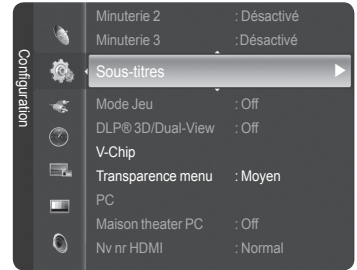 Configuration
Minuterie 2 : Désactivé
Minuterie 3 :Désactivé
Sous-titres
Mode Jeu : Off
DLP® 3D/Dual-View : Off
V-Chip
Transparence menu : Moyen
PC
Maison theater PC : Off
Nv nr HDMI : Normal